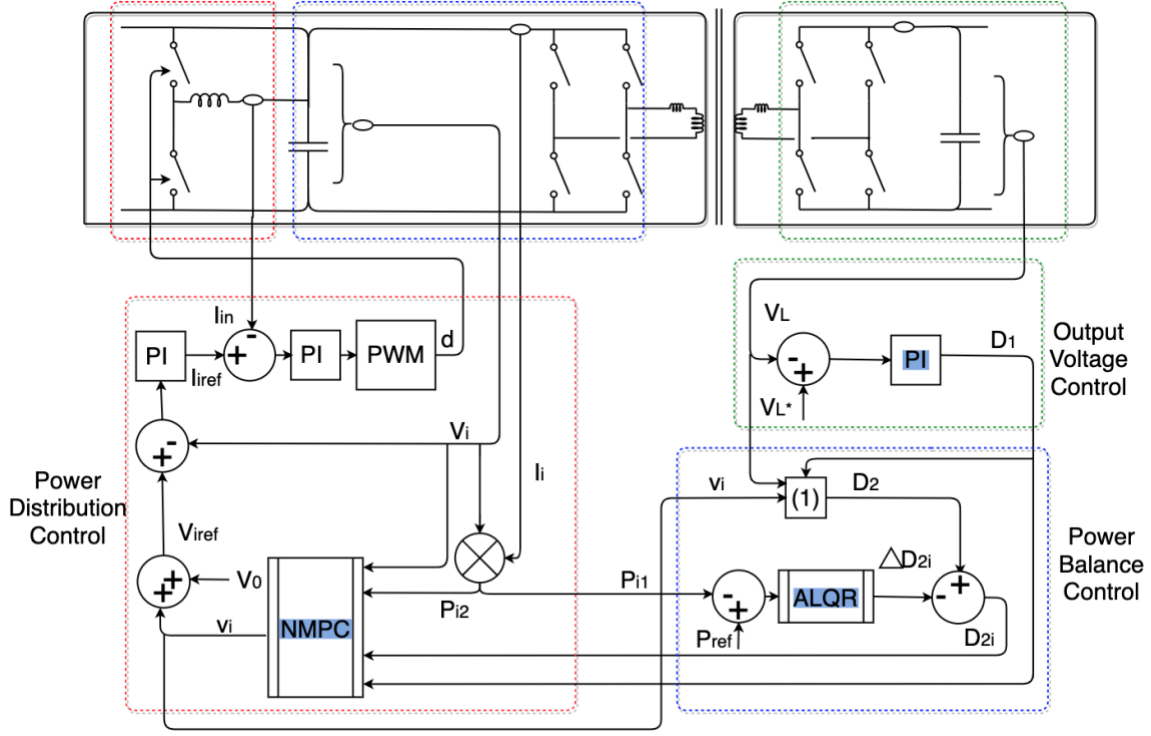 Iin
PI
-
+
PI
PWM
d
Iiref
VL
-
+
PI
D1
VL*
Output
Voltage
Control
Vi
-
+
Ii
Power
Distribution
Control
Viref
vi
(1)
D2
+
+
V0
Pi2
Pi1
-
+
Pref
ALQR
△D2i
+
-
D2i
Power
Balance
Control
vi
NMPC